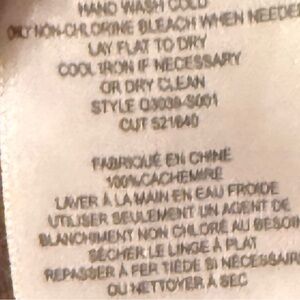 HAND WASH COLD
ONLY NON-CHLORINE BLEACH WHEN NEEDED
LAY FLAT TO DRY
COOL IRON IF NECESSARY
OR DRY CLEAN
STYLE 03039-S001
CUT 521840
FABRIQUÉ EN CHINE
100% CACHEMIRE
LAVER À LA MAIN EN EAU FROIDE
UTILISER SEULEMENT UN AGENT DE
BLANCHIMENT NON CHLORÉ AU BESOIN
SÉCHER LE LINGE À PLAT
REPASSER À FER TIÈDE SI NÉCESSAIRE
OU NETTOYER À SEC